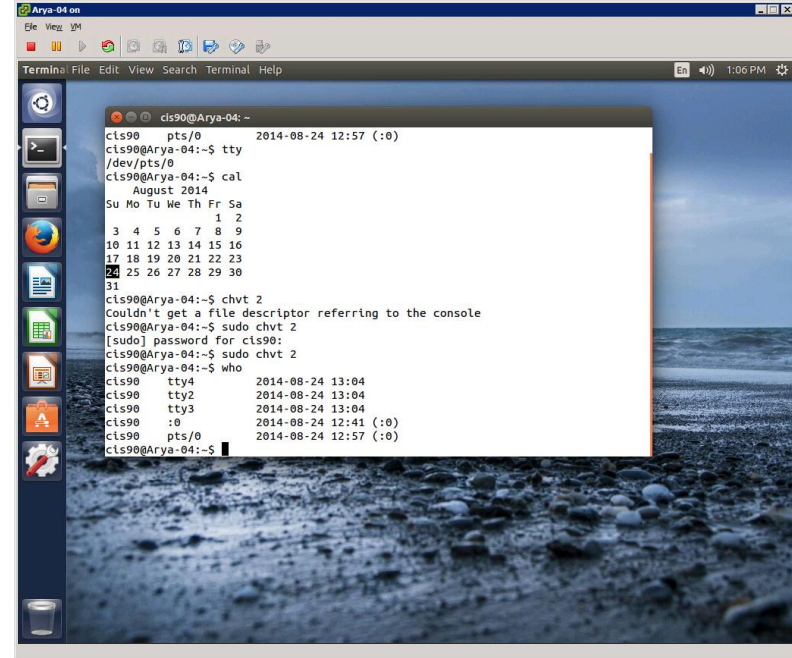 Arya-04 on
File View VM
Terminal File Edit View Search Terminal Help En 1:06 PM
cis90@Arya-04: ~
cis90    pts/0        2014-08-24 12:57 (:0)
cis90@Arya-04:~$ tty
/dev/pts/0
cis90@Arya-04:~$ cal
    August 2014
Su Mo Tu We Th Fr Sa
                1  2
 3  4  5  6  7  8  9
10 11 12 13 14 15 16
17 18 19 20 21 22 23
24 25 26 27 28 29 30
31
cis90@Arya-04:~$ chvt 2
Couldn't get a file descriptor referring to the console
cis90@Arya-04:~$ sudo chvt 2
[sudo] password for cis90:
cis90@Arya-04:~$ sudo chvt 2
cis90@Arya-04:~$ who
cis90    tty4         2014-08-24 13:04
cis90    tty2         2014-08-24 13:04
cis90    tty3         2014-08-24 13:04
cis90    :0           2014-08-24 12:41 (:0)
cis90    pts/0        2014-08-24 12:57 (:0)
cis90@Arya-04:~$